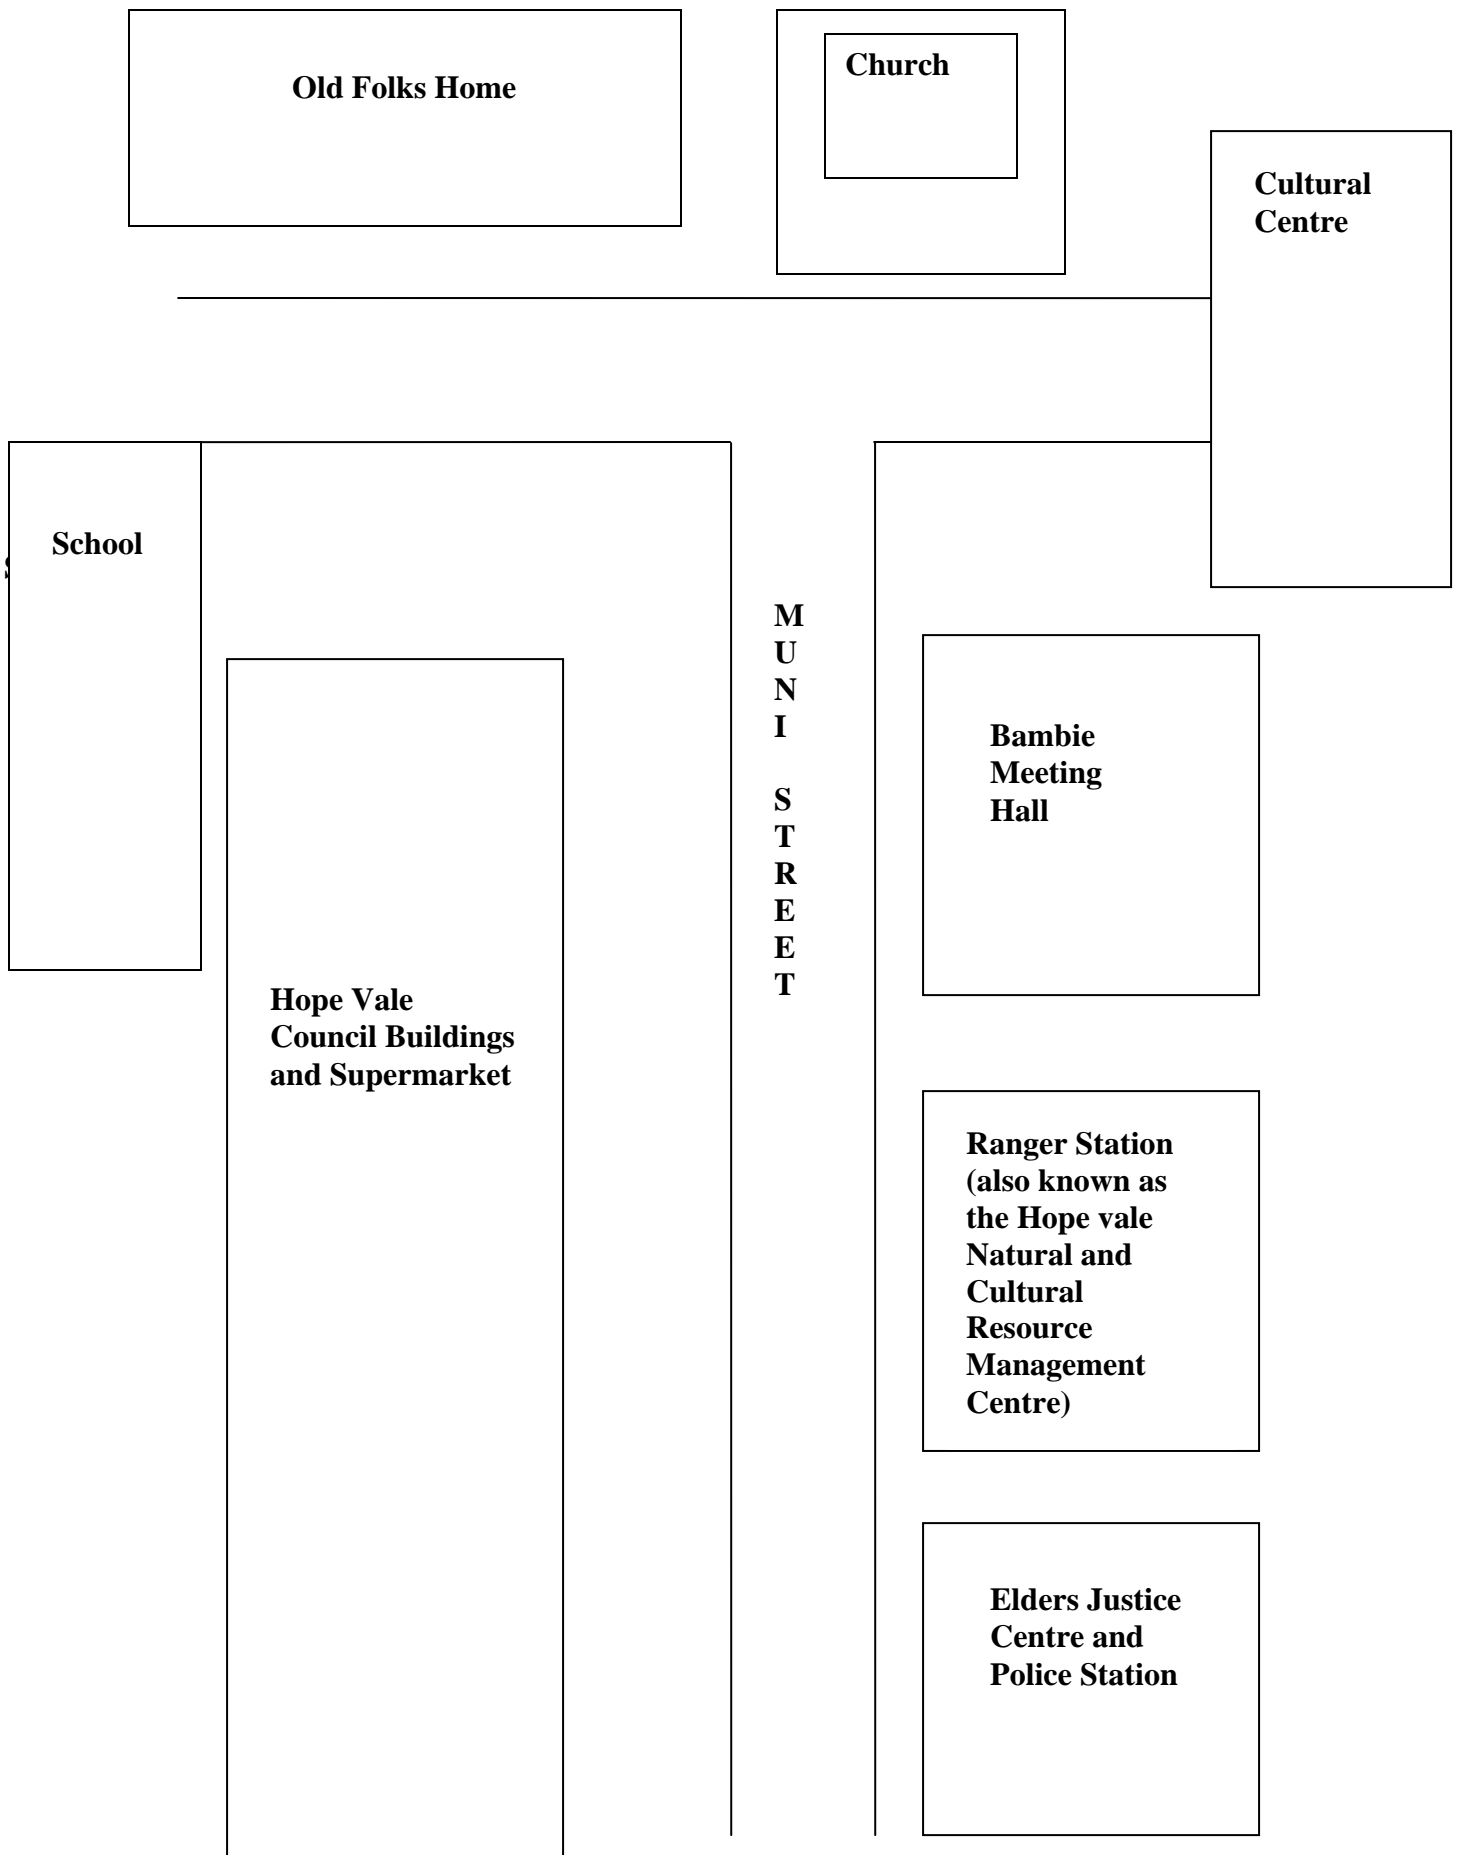 Old Folks Home
Church
Cultural
Centre
School
M
U
N
I
S
T
R
E
E
T
Bambie
Meeting
Hall
Hope Vale
Council Buildings
and Supermarket
Ranger Station
(also known as
the Hope vale
Natural and
Cultural
Resource
Management
Centre)
Elders Justice
Centre and
Police Station